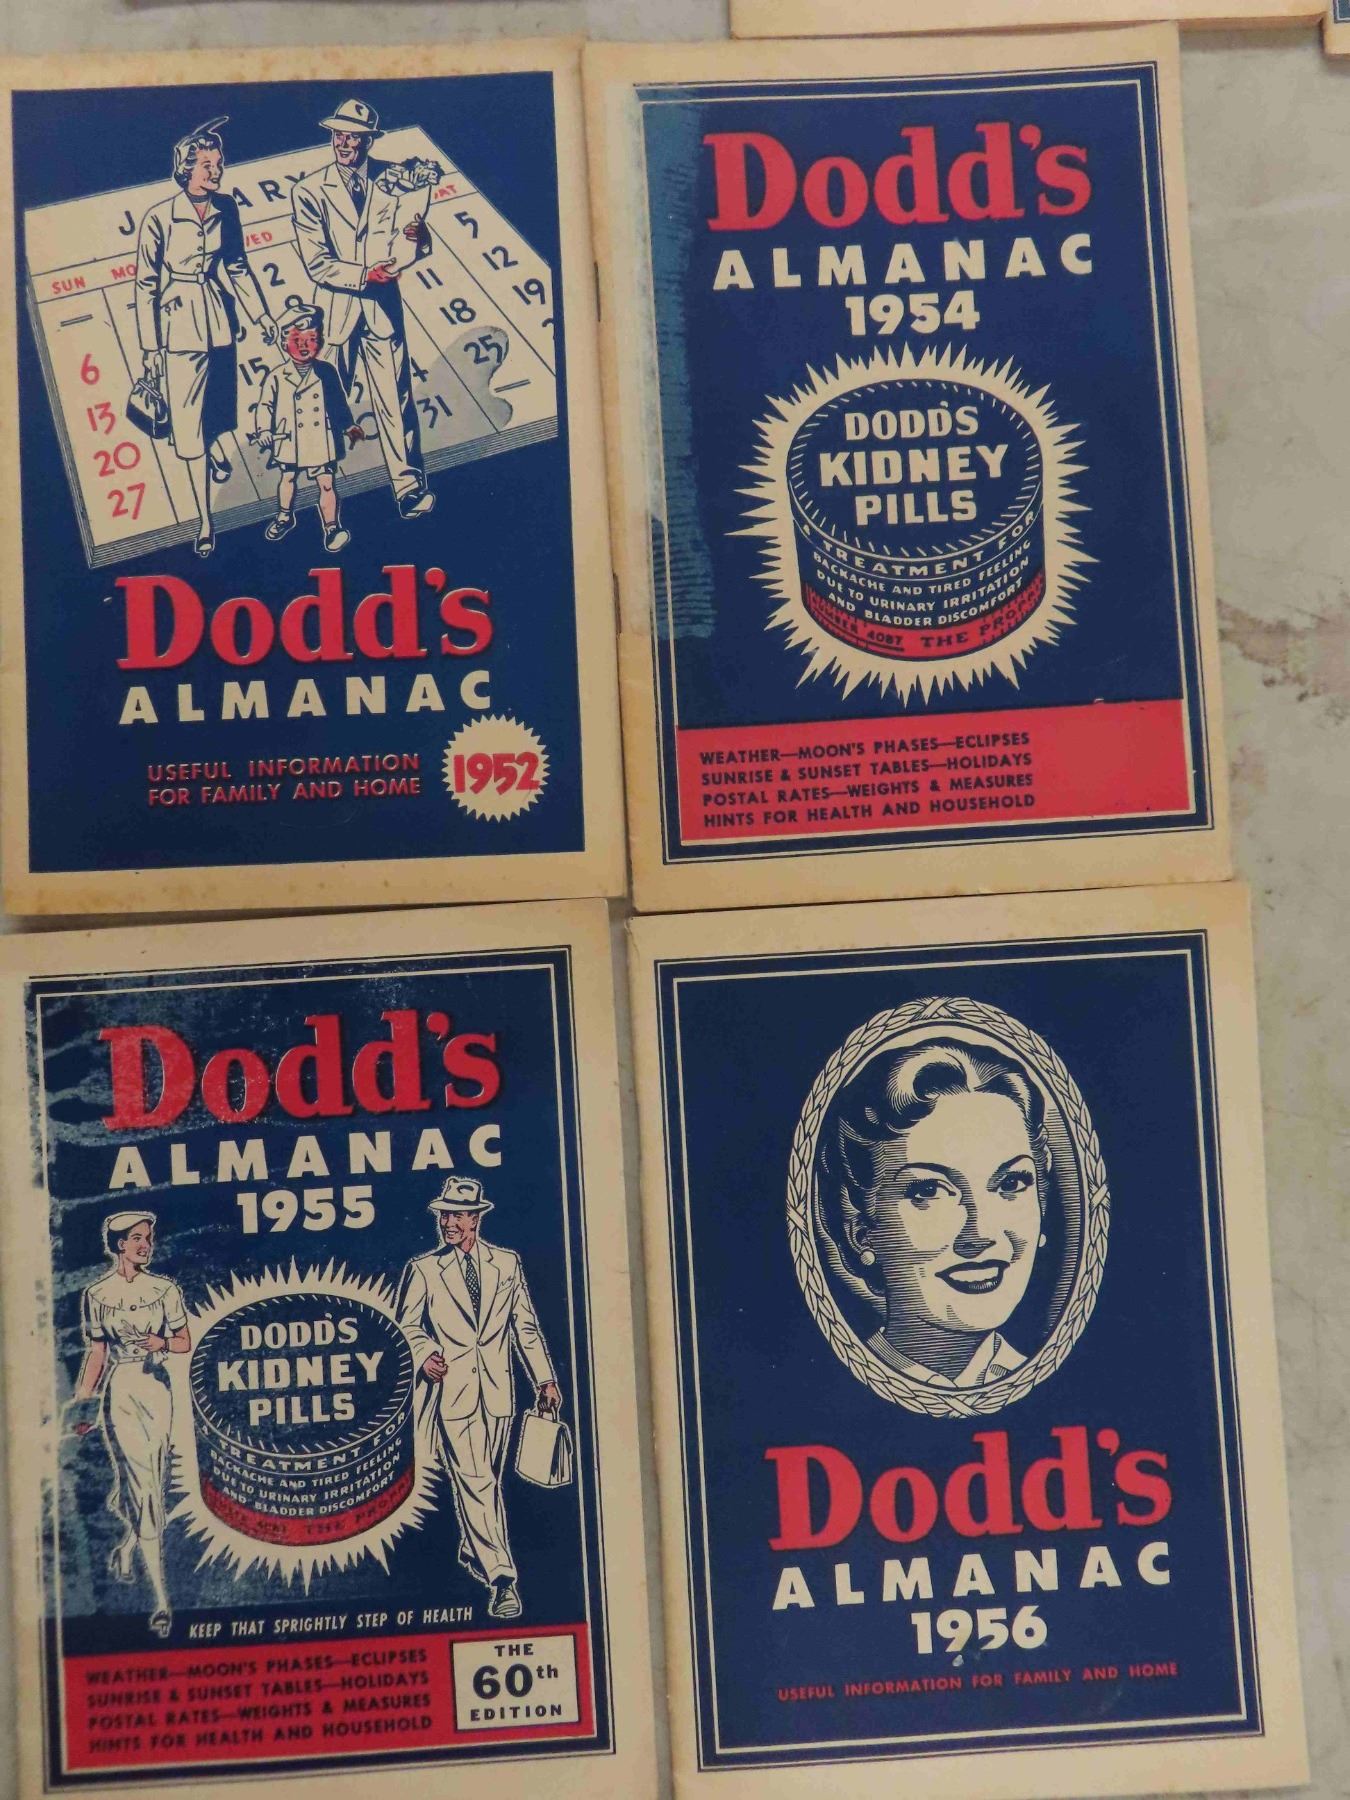 J ARY
SUN MO WED SAT
2 5
6 11 12
13 15 18 19
20 25
27 31
Dodd's
ALMANAC
USEFUL INFORMATION
FOR FAMILY AND HOME
1952
Dodd's
ALMANAC
1954
DODD'S
KIDNEY
PILLS
A TREATMENT FOR
BACKACHE AND TIRED FEELING
DUE TO URINARY IRRITATION
AND BLADDER DISCOMFORT
4087 THE PRO
WEATHER—MOON'S PHASES—ECLIPSES
SUNRISE & SUNSET TABLES—HOLIDAYS
POSTAL RATES—WEIGHTS & MEASURES
HINTS FOR HEALTH AND HOUSEHOLD
Dodd's
ALMANAC
1955
DODD'S
KIDNEY
PILLS
A TREATMENT FOR
BACKACHE AND TIRED FEELING
DUE TO URINARY IRRITATION
AND BLADDER DISCOMFORT
THE PROP
KEEP THAT SPRIGHTLY STEP OF HEALTH
WEATHER—MOON'S PHASES—ECLIPSES
SUNRISE & SUNSET TABLES—HOLIDAYS
POSTAL RATES—WEIGHTS & MEASURES
HINTS FOR HEALTH AND HOUSEHOLD
THE
60th
EDITION
Dodd's
ALMANAC
1956
USEFUL INFORMATION FOR FAMILY AND HOME